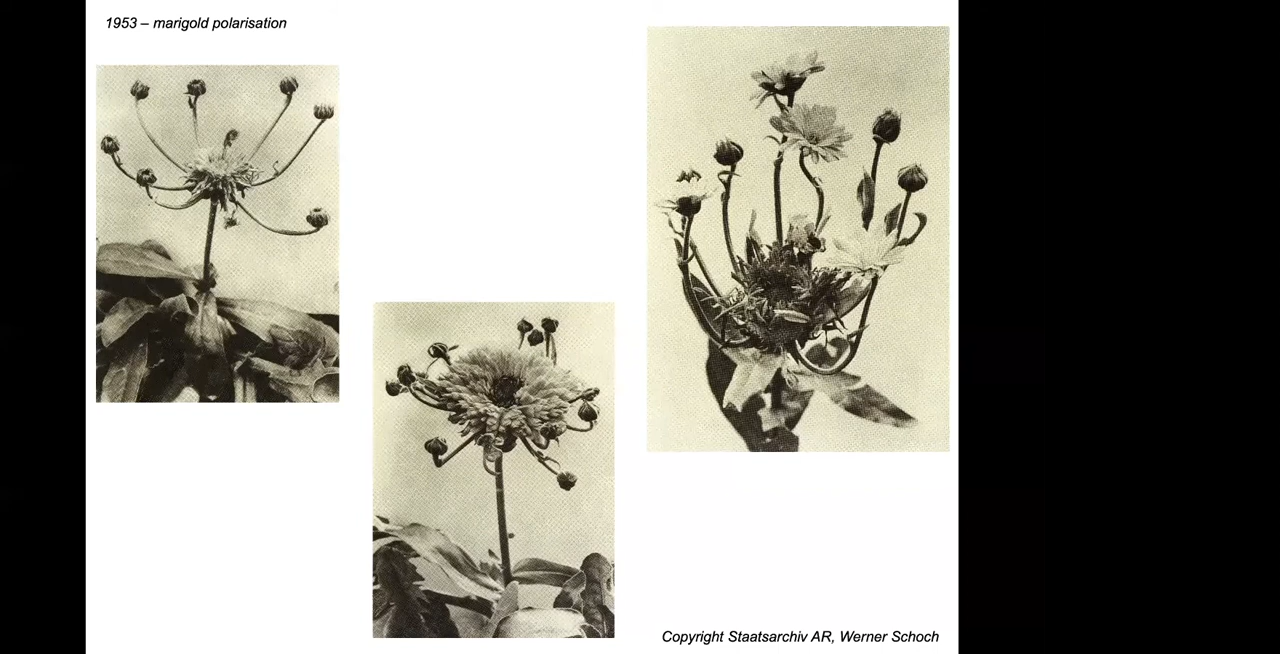 1953 – marigold polarisation
Copyright Staatsarchiv AR, Werner Schoch